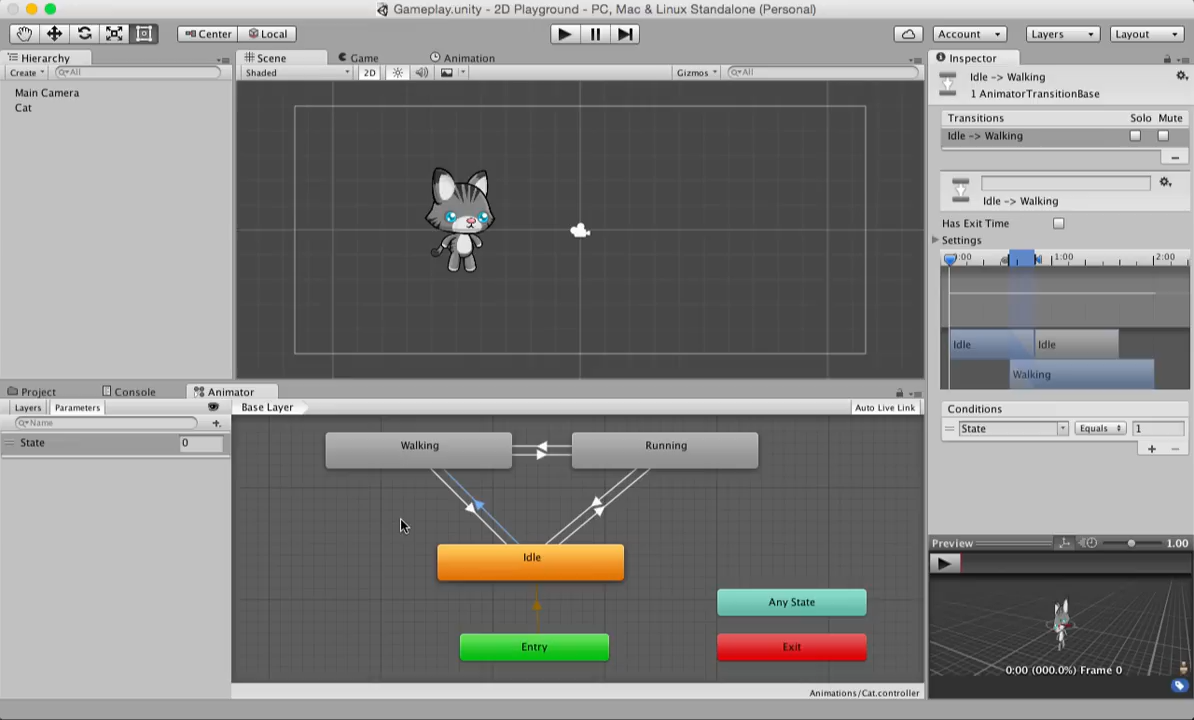 Gameplay.unity - 2D Playground - PC, Mac & Linux Standalone (Personal)
Center
Local
Account
Layers
Layout
Hierarchy
Create
All
Main Camera
Cat
Scene
Game
Animation
Shaded
2D
Gizmos
All
Inspector
Idle -> Walking
1 AnimatorTransitionBase
Transitions
Solo
Mute
Idle -> Walking
Idle -> Walking
Has Exit Time
Settings
:00
1:00
2:00
Idle
Idle
Walking
Conditions
State
Equals
1
Project
Console
Animator
Layers
Parameters
Name
State
0
Base Layer
Auto Live Link
Walking
Running
Idle
Entry
Any State
Exit
Animations/Cat.controller
Preview
1.00
0:00 (000.0%) Frame 0